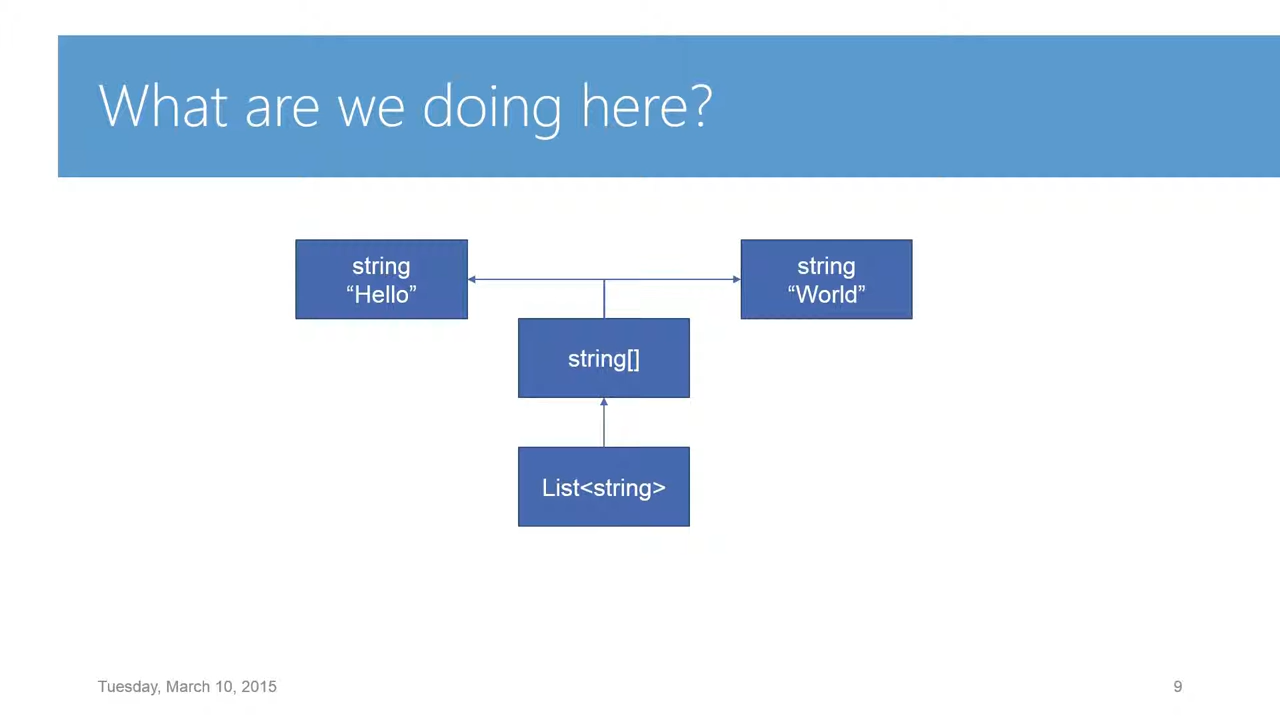 What are we doing here?
string
“Hello”
string
“World”
string[]
List<string>
Tuesday, March 10, 2015
9